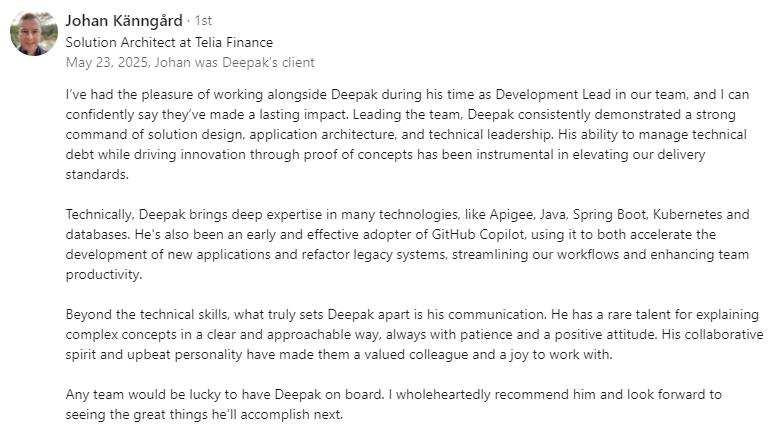 Johan Känngård · 1st
Solution Architect at Telia Finance
May 23, 2025, Johan was Deepak's client
I've had the pleasure of working alongside Deepak during his time as Development Lead in our team, and I can
confidently say they've made a lasting impact. Leading the team, Deepak consistently demonstrated a strong
command of solution design, application architecture, and technical leadership. His ability to manage technical
debt while driving innovation through proof of concepts has been instrumental in elevating our delivery
standards.
Technically, Deepak brings deep expertise in many technologies, like Apigee, Java, Spring Boot, Kubernetes and
databases. He's also been an early and effective adopter of GitHub Copilot, using it to both accelerate the
development of new applications and refactor legacy systems, streamlining our workflows and enhancing team
productivity.
Beyond the technical skills, what truly sets Deepak apart is his communication. He has a rare talent for explaining
complex concepts in a clear and approachable way, always with patience and a positive attitude. His collaborative
spirit and upbeat personality have made them a valued colleague and a joy to work with.
Any team would be lucky to have Deepak on board. I wholeheartedly recommend him and look forward to
seeing the great things he'll accomplish next.